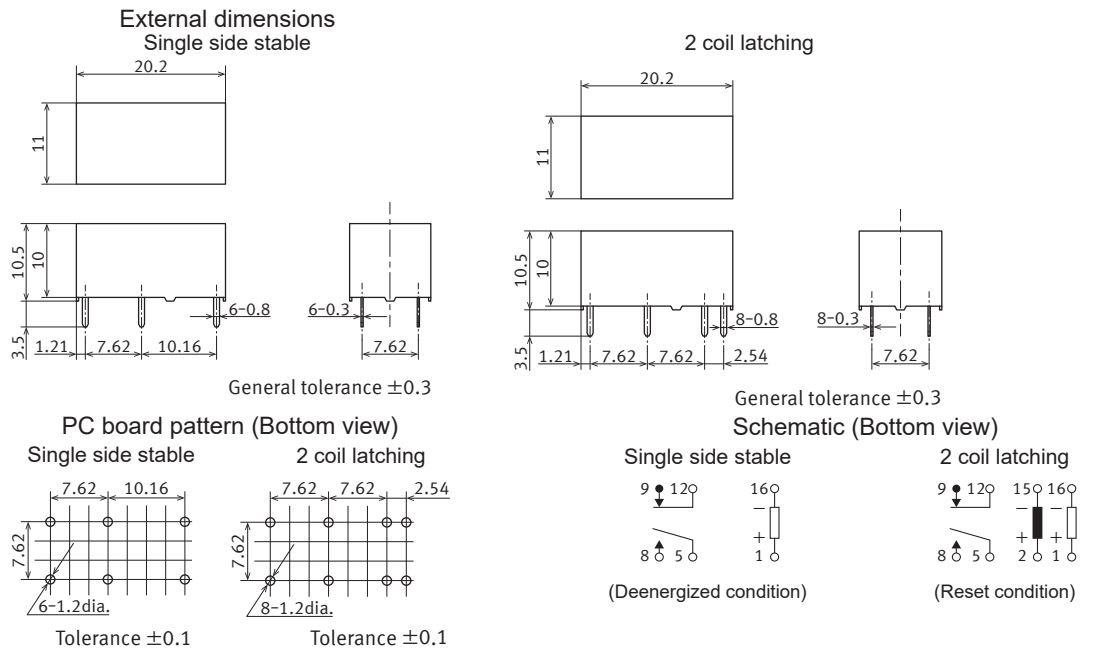 External dimensions
Single side stable
20.2
11
10.5
10
3.5
1.21
7.62
10.16
6-0.8
6-0.3
7.62
General tolerance ±0.3
2 coil latching
20.2
11
10.5
10
3.5
1.21
7.62
7.62
2.54
8-0.8
8-0.3
7.62
General tolerance ±0.3
PC board pattern (Bottom view)
Single side stable
7.62
10.16
7.62
6-1.2dia.
Tolerance ±0.1
2 coil latching
7.62
7.62
2.54
7.62
8-1.2dia.
Tolerance ±0.1
Schematic (Bottom view)
Single side stable
9 12 16
− +
8 5 1
(Deenergized condition)
2 coil latching
9 12 15 16
− + − +
8 5 2 1
(Reset condition)